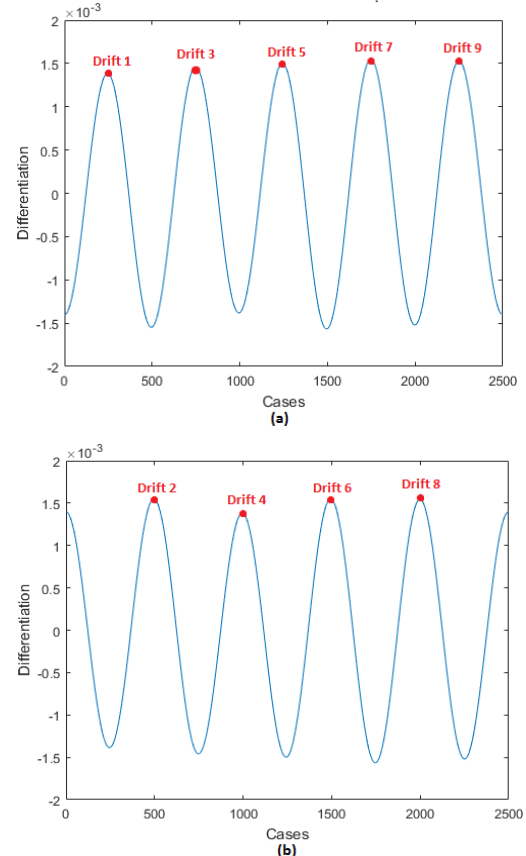 ×10⁻³
2
Drift 1
Drift 3
Drift 5
Drift 7
Drift 9
1.5
1
0.5
0
-0.5
-1
-1.5
-2
Differentiation
0 500 1000 1500 2000 2500
Cases
(a)
×10⁻³
2
Drift 2
Drift 4
Drift 6
Drift 8
1.5
1
0.5
0
-0.5
-1
-1.5
-2
Differentiation
0 500 1000 1500 2000 2500
Cases
(b)